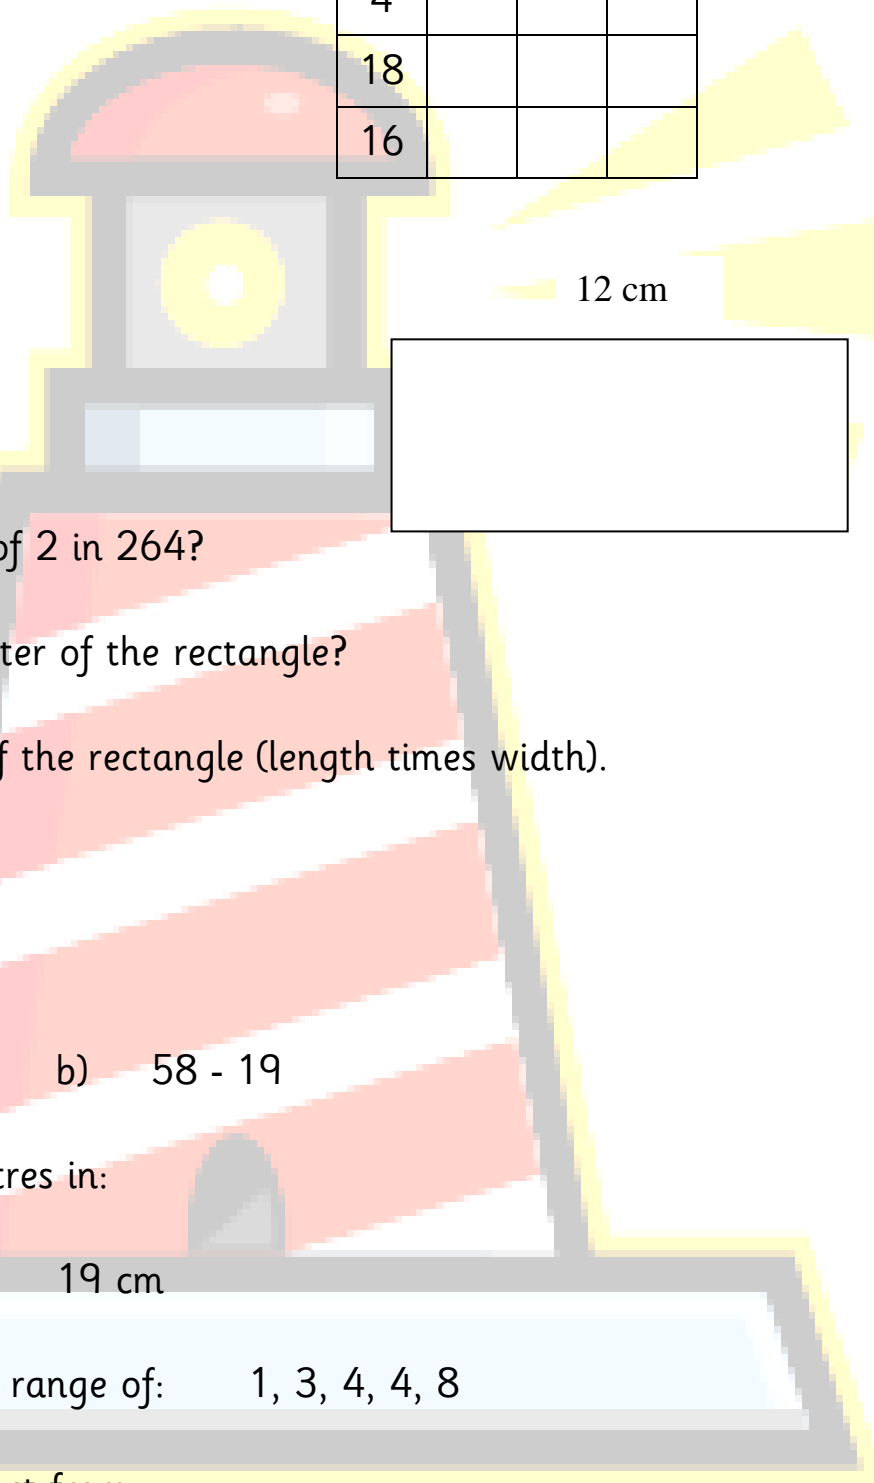 4
18
16
12 cm
of 2 in 264?
ter of the rectangle?
f the rectangle (length times width).
b) 58 - 19
tres in:
19 cm
range of: 1, 3, 4, 4, 8